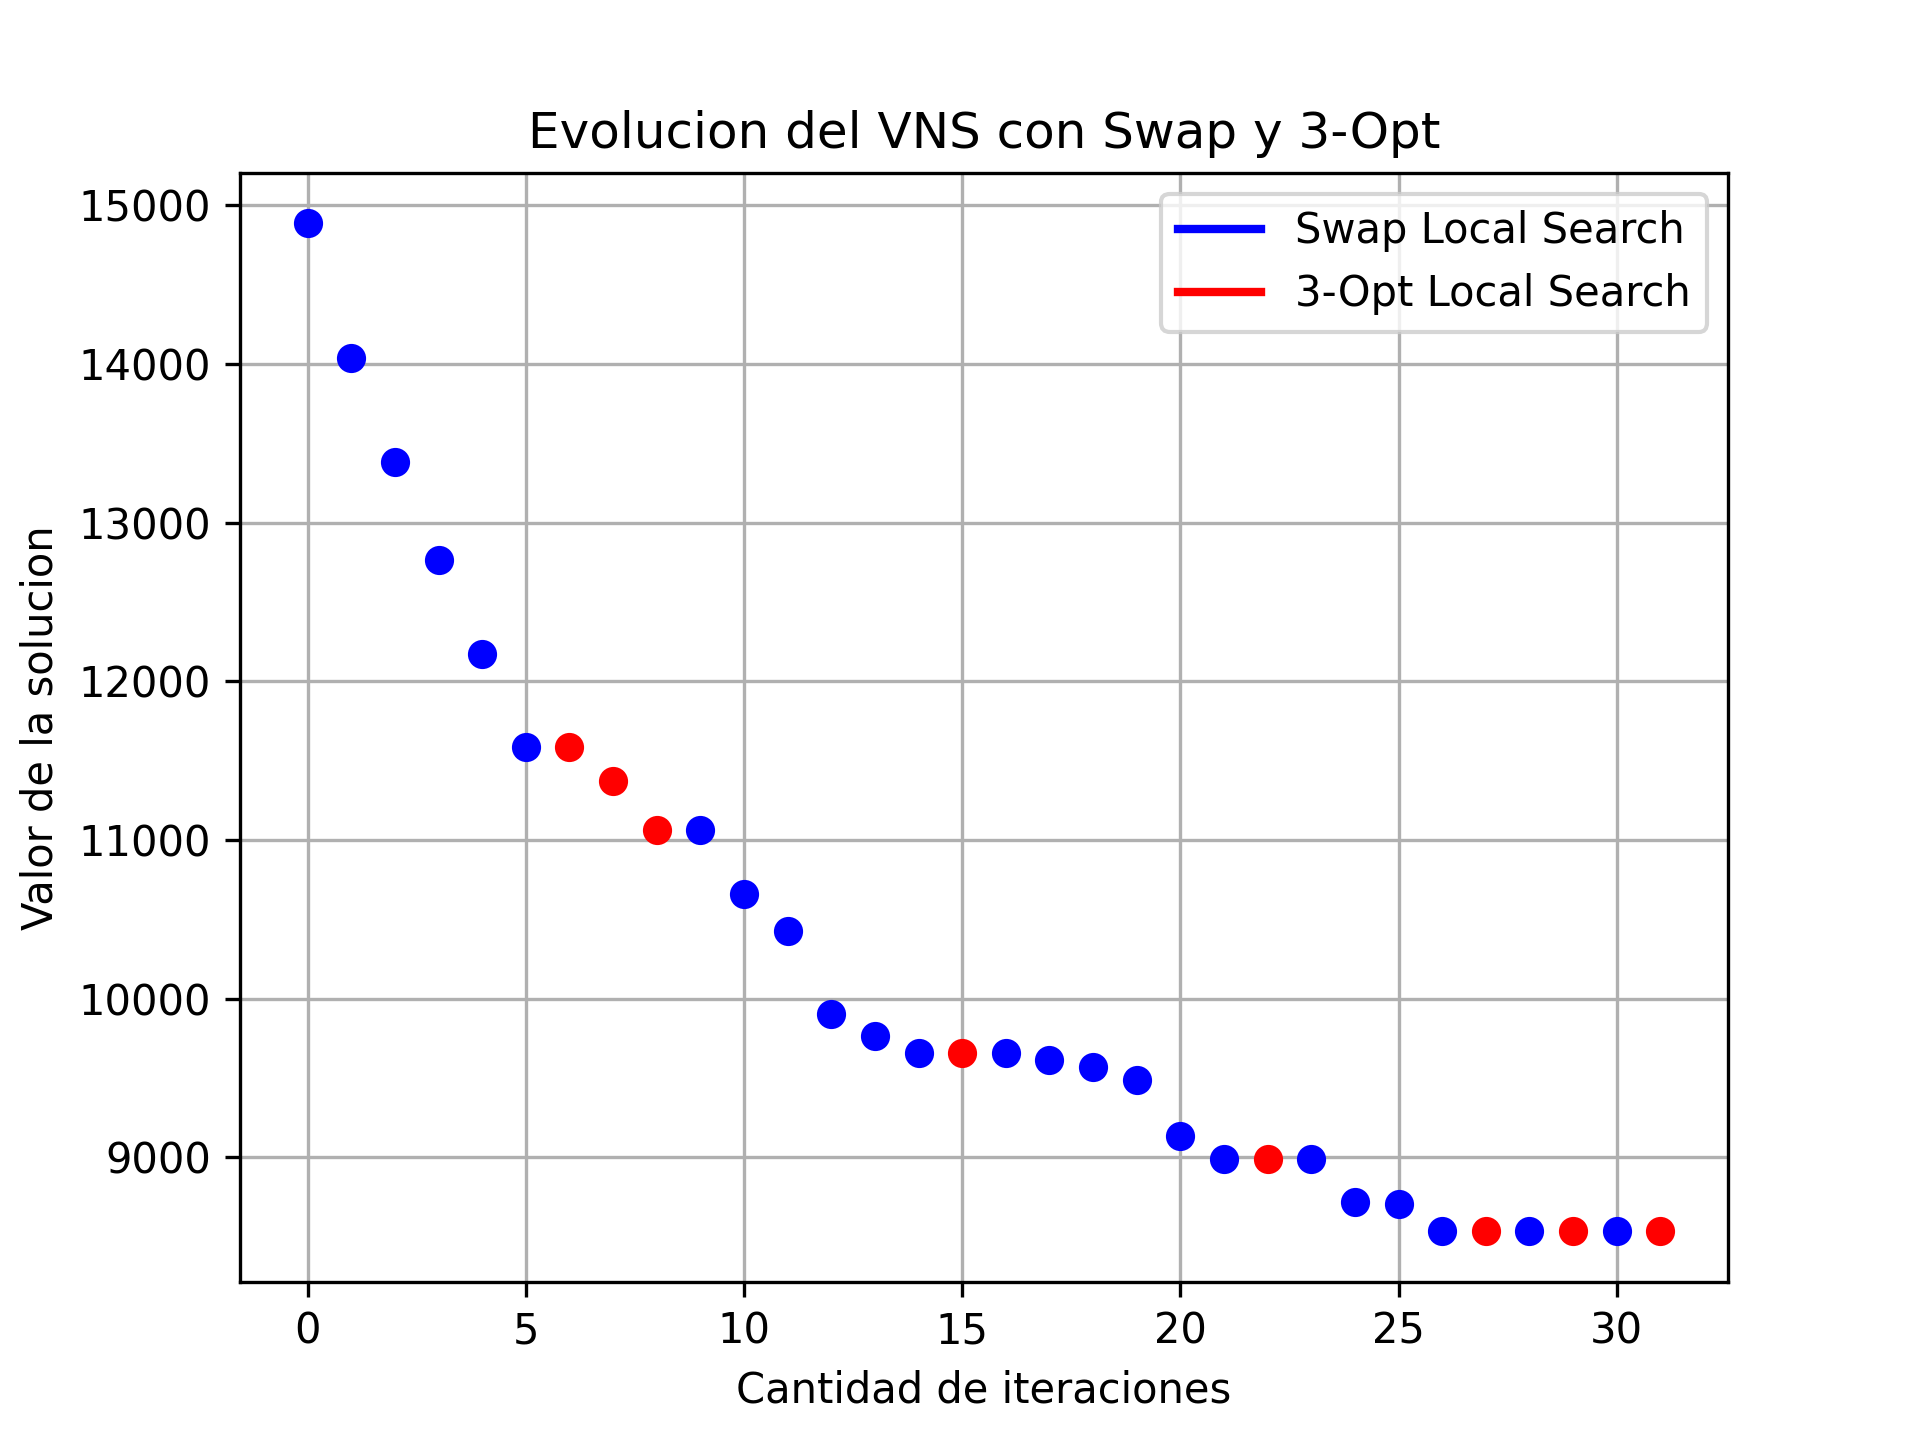 Evolucion del VNS con Swap y 3-Opt
Swap Local Search
3-Opt Local Search
Valor de la solucion
15000
14000
13000
12000
11000
10000
9000
0 5 10 15 20 25 30
Cantidad de iteraciones